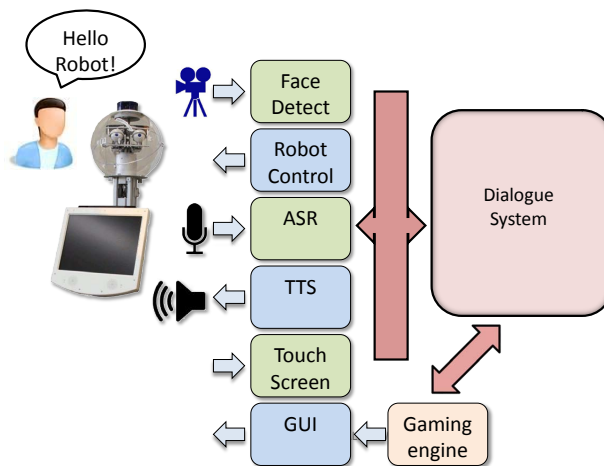 Hello
Robot!
Face
Detect
Robot
Control
ASR
TTS
Touch
Screen
GUI
Dialogue
System
Gaming
engine